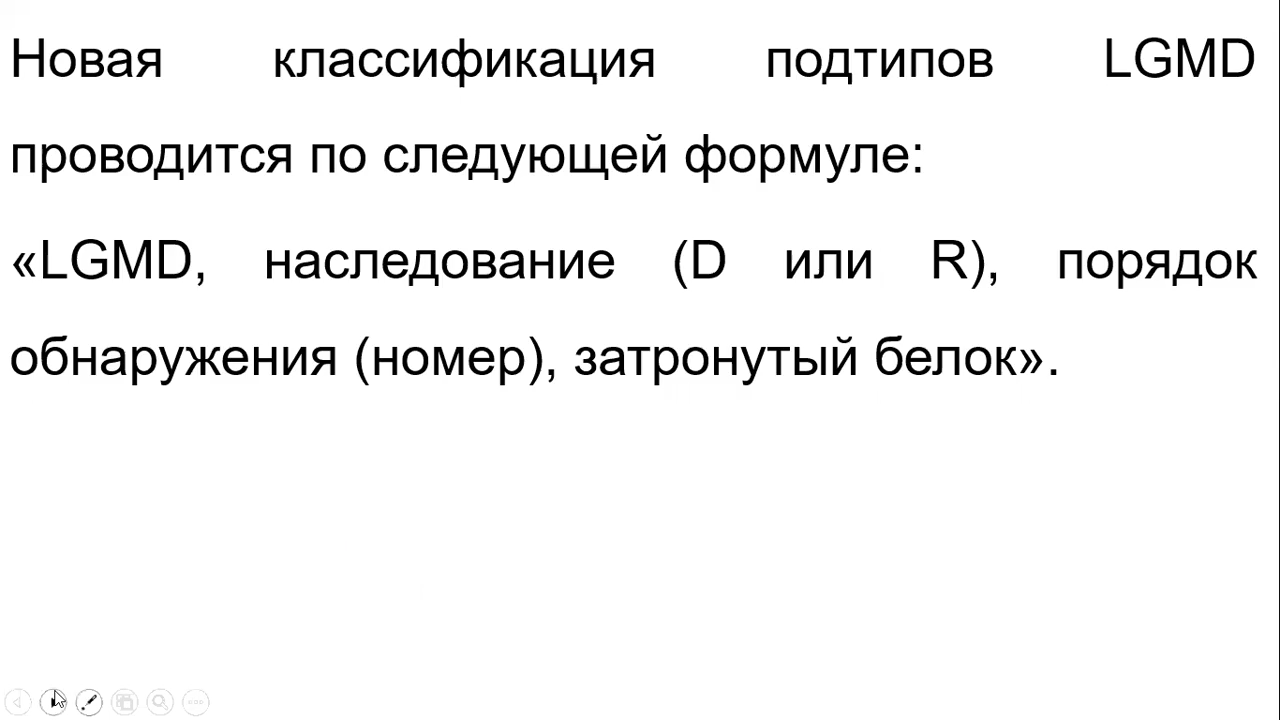 Новая классификация подтипов LGMD
проводится по следующей формуле:
«LGMD, наследование (D или R), порядок
обнаружения (номер), затронутый белок».